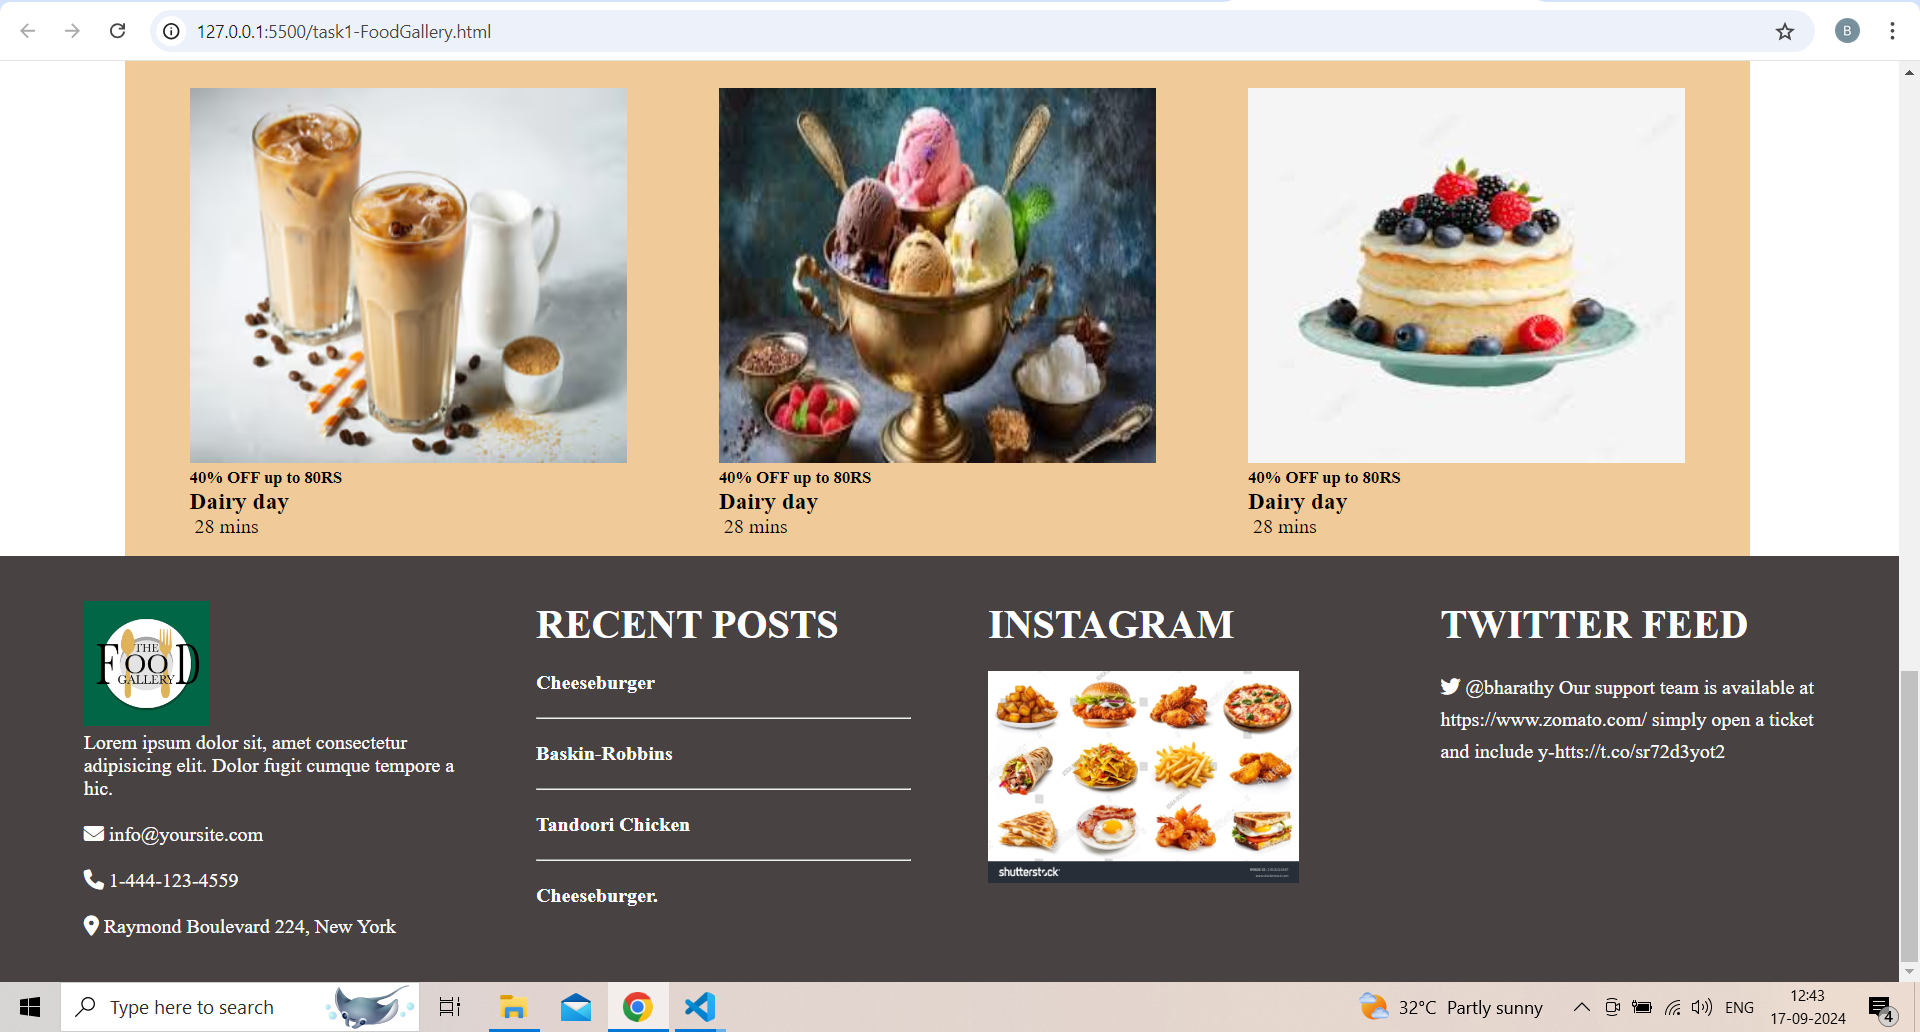 127.0.0.1:5500/task1-FoodGallery.html
B
40% OFF up to 80RS
Dairy day
28 mins
40% OFF up to 80RS
Dairy day
28 mins
40% OFF up to 80RS
Dairy day
28 mins
THE
FOOD
GALLERY
Lorem ipsum dolor sit, amet consectetur
adipisicing elit. Dolor fugit cumque tempore a
hic.
info@yoursite.com
1-444-123-4559
Raymond Boulevard 224, New York
RECENT POSTS
Cheeseburger
Baskin-Robbins
Tandoori Chicken
Cheeseburger.
INSTAGRAM
shutterstock
TWITTER FEED
@bharathy Our support team is available at
https://www.zomato.com/ simply open a ticket
and include y-htts://t.co/sr72d3yot2
Type here to search
32°C Partly sunny
ENG
12:43
17-09-2024
4